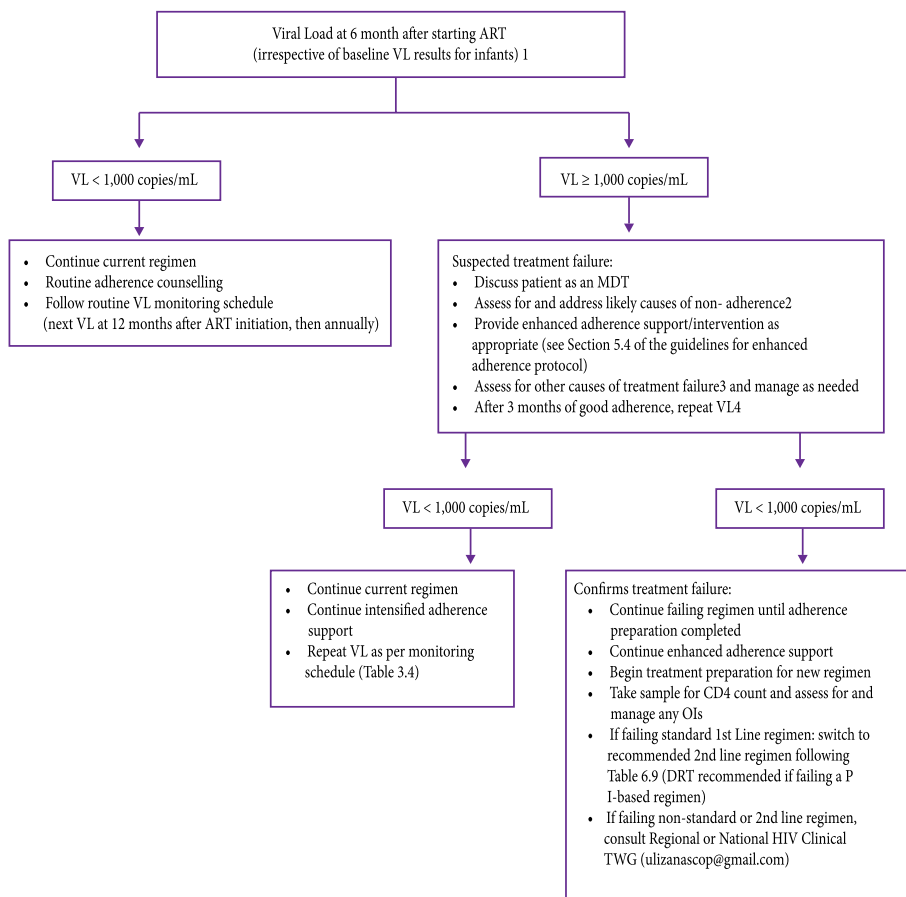 Viral Load at 6 month after starting ART
(irrespective of baseline VL results for infants) 1
VL < 1,000 copies/mL
VL ≥ 1,000 copies/mL
• Continue current regimen
• Routine adherence counselling
• Follow routine VL monitoring schedule
(next VL at 12 months after ART initiation, then annually)
Suspected treatment failure:
• Discuss patient as an MDT
• Assess for and address likely causes of non- adherence2
• Provide enhanced adherence support/intervention as
appropriate (see Section 5.4 of the guidelines for enhanced
adherence protocol)
• Assess for other causes of treatment failure3 and manage as needed
• After 3 months of good adherence, repeat VL4
VL < 1,000 copies/mL
VL < 1,000 copies/mL
• Continue current regimen
• Continue intensified adherence
support
• Repeat VL as per monitoring
schedule (Table 3.4)
Confirms treatment failure:
• Continue failing regimen until adherence
preparation completed
• Continue enhanced adherence support
• Begin treatment preparation for new regimen
• Take sample for CD4 count and assess for and
manage any OIs
• If failing standard 1st Line regimen: switch to
recommended 2nd line regimen following
Table 6.9 (DRT recommended if failing a P
I-based regimen)
• If failing non-standard or 2nd line regimen,
consult Regional or National HIV Clinical
TWG (ulizanascop@gmail.com)